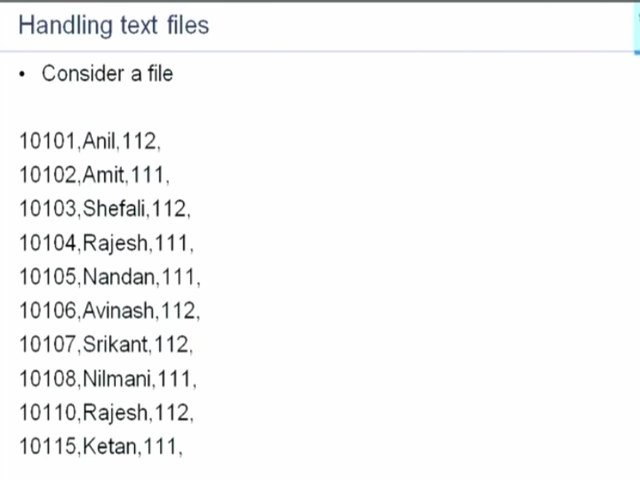 Handling text files
• Consider a file
10101,Anil,112,
10102,Amit,111,
10103,Shefali,112,
10104,Rajesh,111,
10105,Nandan,111,
10106,Avinash,112,
10107,Srikant,112,
10108,Nilmani,111,
10110,Rajesh,112,
10115,Ketan,111,